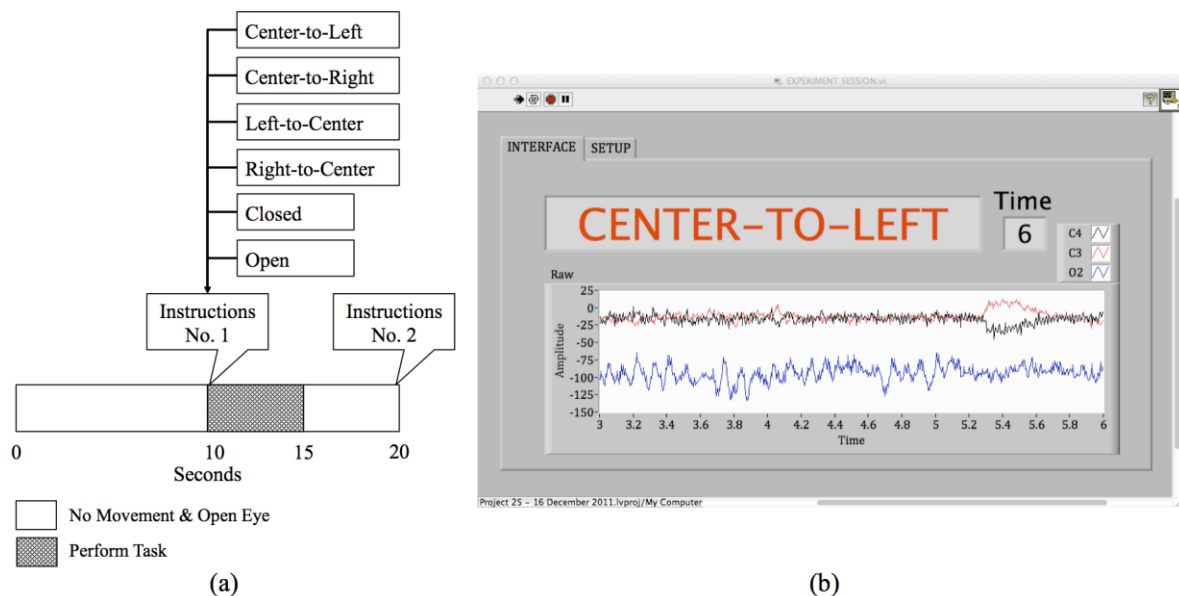 Center-to-Left
Center-to-Right
Left-to-Center
Right-to-Center
Closed
Open
Instructions
No. 1
Instructions
No. 2
0 10 15 20
Seconds
No Movement & Open Eye
Perform Task
(a)
EXPERIMENT SESSION.vi
INTERFACE SETUP
CENTER-TO-LEFT
Time
6
C4
C3
O2
Raw
Amplitude
25
0
-25
-50
-75
-100
-125
-150
3 3.2 3.4 3.6 3.8 4 4.2 4.4 4.6 4.8 5 5.2 5.4 5.6 5.8 6
Time
Project 25 - 16 December 2011.lvproj/My Computer
(b)